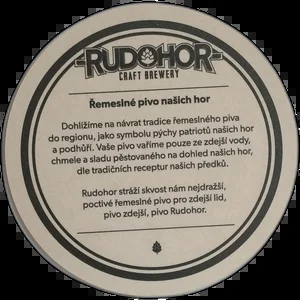 RUDOHOR
CRAFT BREWERY
Řemeslné pivo našich hor
Dohlížíme na návrat tradice řemeslného piva
do regionu, jako symbolu pýchy patriotů našich hor
a podhůří. Vaše pivo vaříme pouze ze zdejší vody,
chmele a sladu pěstovaného na dohled našich hor,
dle tradičních receptur našich předků.
Rudohor stráží skvost nám nejdražší,
poctivé řemeslné pivo pro zdejší lid,
pivo zdejší, pivo Rudohor.